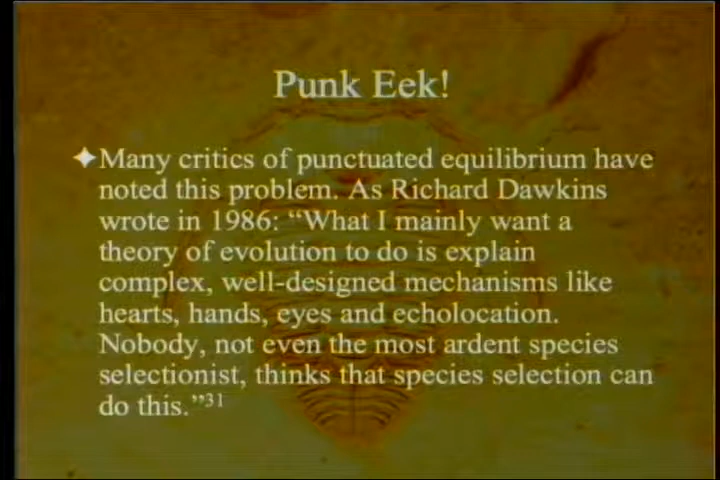 Punk Eek!
Many critics of punctuated equilibrium have
noted this problem. As Richard Dawkins
wrote in 1986: “What I mainly want a
theory of evolution to do is explain
complex, well-designed mechanisms like
hearts, hands, eyes and echolocation.
Nobody, not even the most ardent species
selectionist, thinks that species selection can
do this.”31